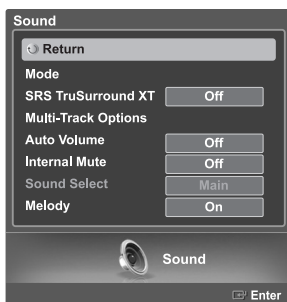 Sound
Return
Mode
SRS TruSurround XT Off
Multi-Track Options
Auto Volume Off
Internal Mute Off
Sound Select Main
Melody On
Sound
Enter